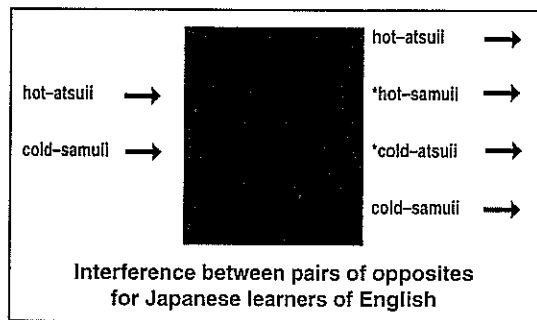 hot–atsuii
*hot–samuii
hot–atsuii
cold–samuii
*cold–atsuii
cold–samuii
Interference between pairs of opposites
for Japanese learners of English